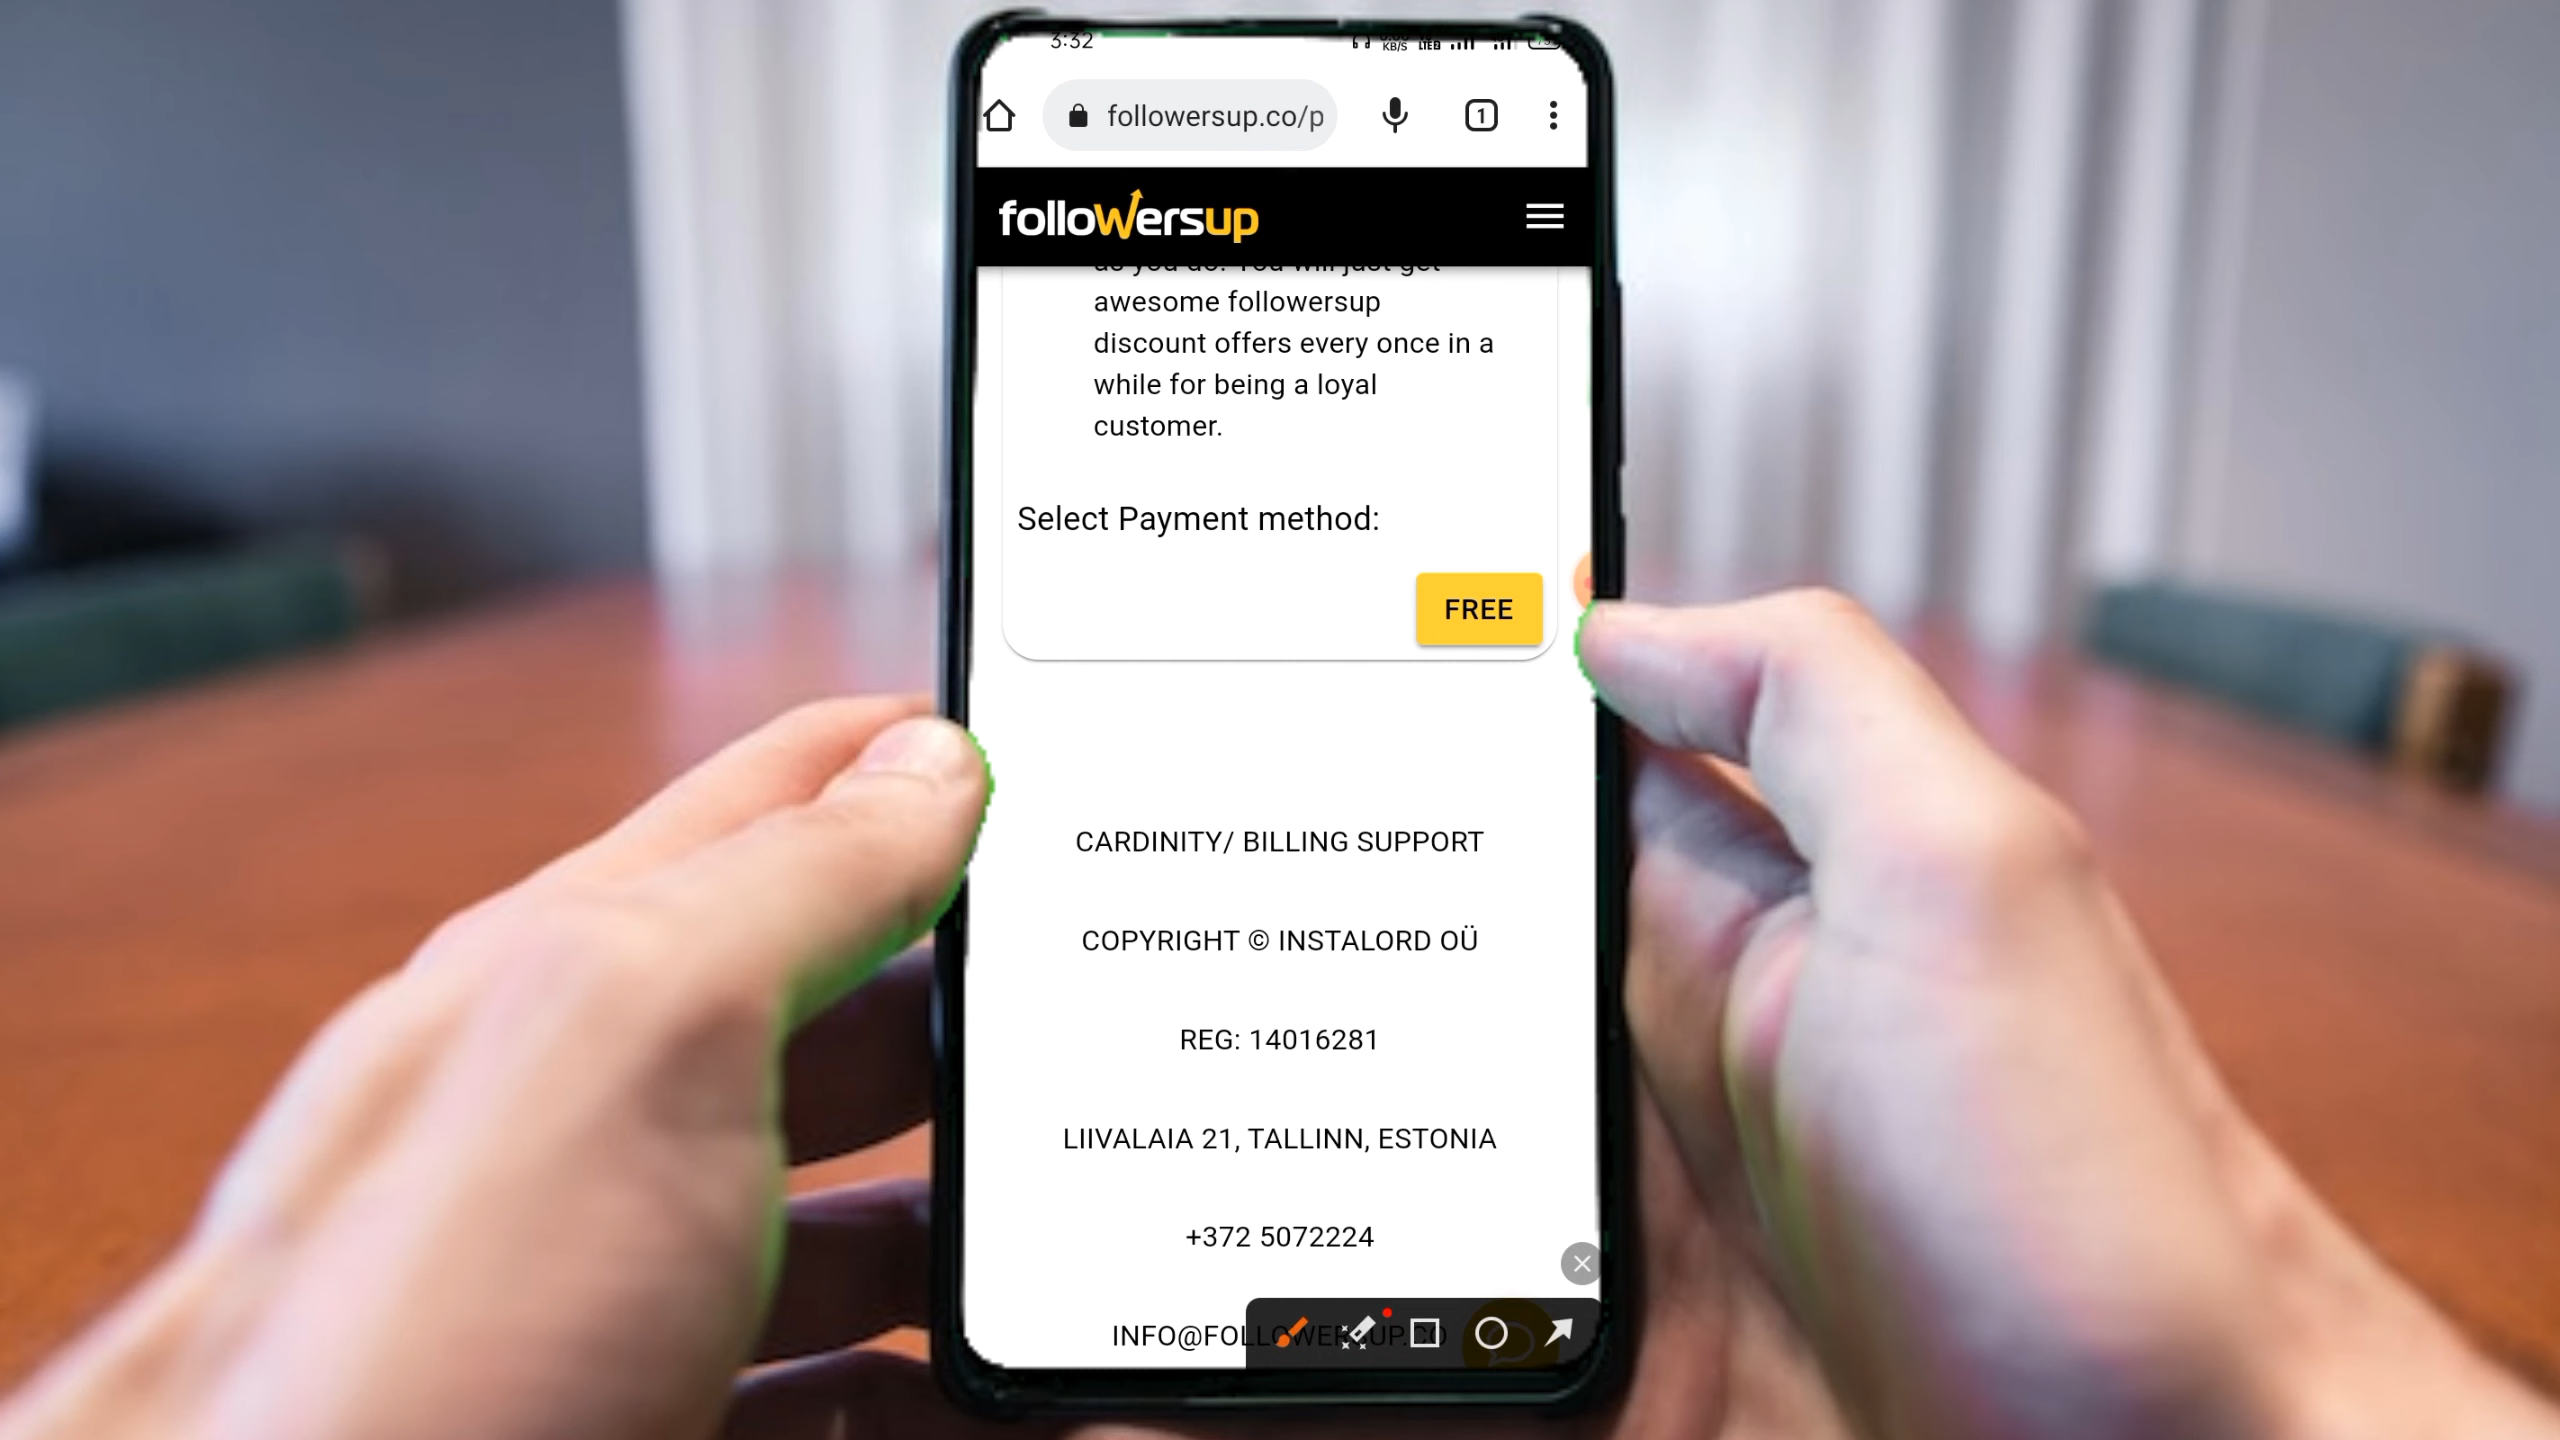 3:32
KB/S
1
followersup.co/p
followersup
as you do. You will just get
awesome followersup
discount offers every once in a
while for being a loyal
customer.
Select Payment method:
FREE
CARDINITY/ BILLING SUPPORT
COPYRIGHT © INSTALORD OÜ
REG: 14016281
LIIVALAIA 21, TALLINN, ESTONIA
+372 5072224
INFO@FOLLOWERSUP.CO